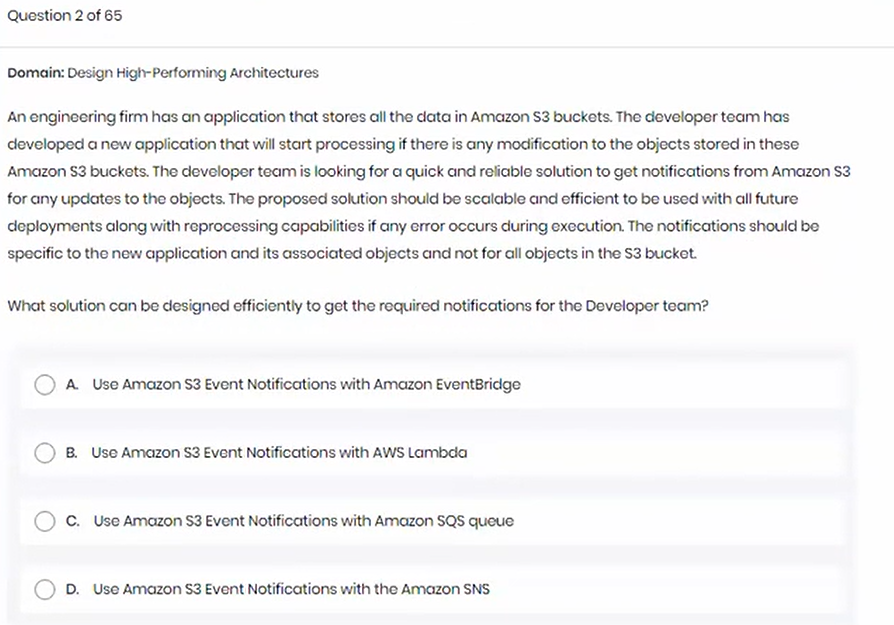 Question 2 of 65
Domain: Design High-Performing Architectures
An engineering firm has an application that stores all the data in Amazon S3 buckets. The developer team has
developed a new application that will start processing if there is any modification to the objects stored in these
Amazon S3 buckets. The developer team is looking for a quick and reliable solution to get notifications from Amazon S3
for any updates to the objects. The proposed solution should be scalable and efficient to be used with all future
deployments along with reprocessing capabilities if any error occurs during execution. The notifications should be
specific to the new application and its associated objects and not for all objects in the S3 bucket.
What solution can be designed efficiently to get the required notifications for the Developer team?
A. Use Amazon S3 Event Notifications with Amazon EventBridge
B. Use Amazon S3 Event Notifications with AWS Lambda
C. Use Amazon S3 Event Notifications with Amazon SQS queue
D. Use Amazon S3 Event Notifications with the Amazon SNS